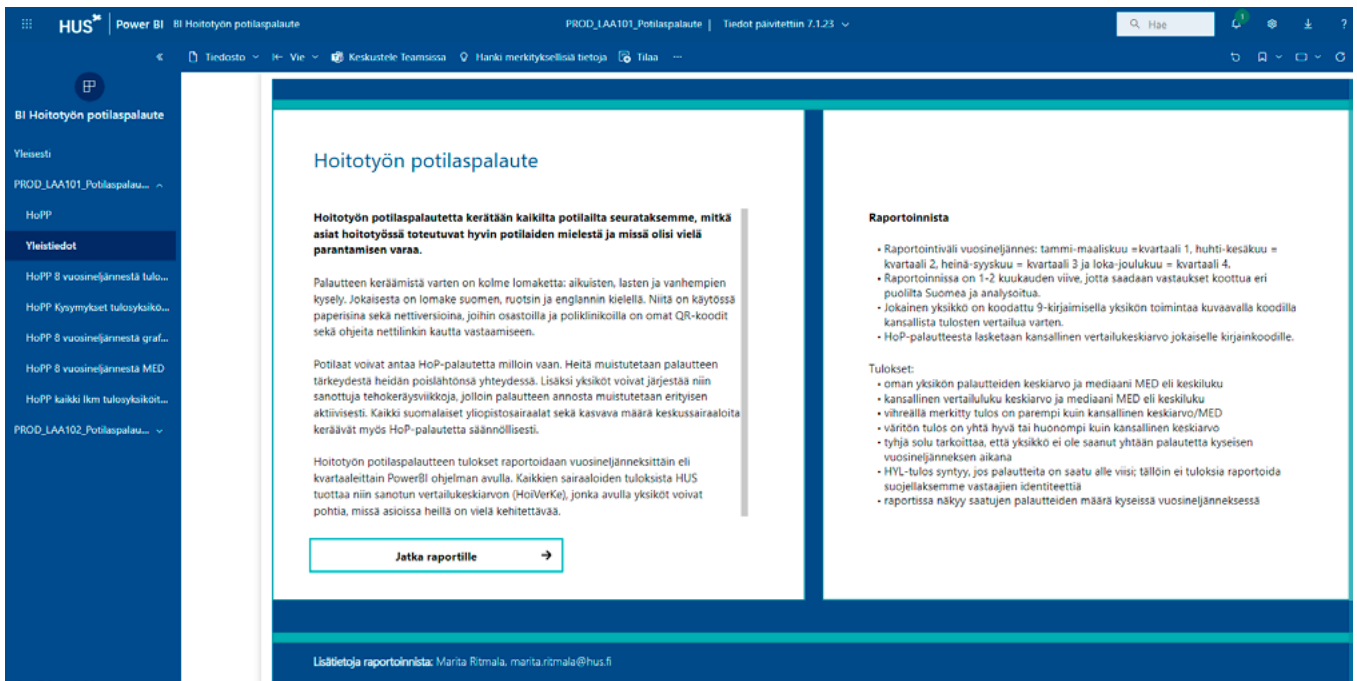 HUS Power BI BI Hoitotyön potilaspalaute
PROD_LAA101_Potilaspalaute | Tiedot päivitettiin 7.1.23
Hae
1
?
Tiedosto Vie Keskustele Teamsissa Hanki merkityksellisiä tietoja Tilaa ...
BI Hoitotyön potilaspalaute
Yleisesti
PROD_LAA101_Potilaspalau...
HoPP
Yleistiedot
HoPP 8 vuosineljännestä tulo...
HoPP Kysymykset tulosyksikö...
HoPP 8 vuosineljännestä graf...
HoPP 8 vuosineljännestä MED
HoPP kaikki lkm tulosyksiköit...
PROD_LAA102_Potilaspalau...
Hoitotyön potilaspalaute
Hoitotyön potilaspalautetta kerätään kaikilta potilailta seurataksemme, mitkä
asiat hoitotyössä toteutuvat hyvin potilaiden mielestä ja missä olisi vielä
parantamisen varaa.
Palautteen keräämistä varten on kolme lomaketta: aikuisten, lasten ja vanhempien
kysely. Jokaisesta on lomake suomen, ruotsin ja englannin kielellä. Niitä on käytössä
paperisina sekä nettiversioina, joihin osastoilla ja poliklinikoilla on omat QR-koodit
sekä ohjeita nettilinkin kautta vastaamiseen.
Potilaat voivat antaa HoP-palautetta milloin vaan. Heitä muistutetaan palautteen
tärkeydestä heidän poislähtönsä yhteydessä. Lisäksi yksiköt voivat järjestää niin
sanottuja tehokeräysviikkoja, jolloin palautteen annosta muistutetaan erityisen
aktiivisesti. Kaikki suomalaiset yliopistosairaalat sekä kasvava määrä keskussairaaloita
keräävät myös HoP-palautetta säännöllisesti.
Hoitotyön potilaspalautteen tulokset raportoidaan vuosineljänneksittäin eli
kvartaaleittain PowerBI ohjelman avulla. Kaikkien sairaaloiden tuloksista HUS
tuottaa niin sanotun vertailukeskiarvon (HoiVerKe), jonka avulla yksiköt voivat
pohtia, missä asioissa heillä on vielä kehitettävää.
Jatka raportille →
Raportoinnista
• Raportointiväli vuosineljännes: tammi-maaliskuu =kvartaali 1, huhti-kesäkuu =
kvartaali 2, heinä-syyskuu = kvartaali 3 ja loka-joulukuu = kvartaali 4.
• Raportoinnissa on 1-2 kuukauden viive, jotta saadaan vastaukset koottua eri
puolilta Suomea ja analysoitua.
• Jokainen yksikkö on koodattu 9-kirjaimisella yksikön toimintaa kuvaavalla koodilla
kansallista tulosten vertailua varten.
• HoP-palautteesta lasketaan kansallinen vertailukeskiarvo jokaiselle kirjainkoodille.
Tulokset:
• oman yksikön palautteiden keskiarvo ja mediaani MED eli keskiluku
• kansallinen vertailuluku keskiarvo ja mediaani MED eli keskiluku
• vihreällä merkitty tulos on parempi kuin kansallinen keskiarvo/MED
• väritön tulos on yhtä hyvä tai huonompi kuin kansallinen keskiarvo
• tyhjä solu tarkoittaa, että yksikkö ei ole saanut yhtään palautetta kyseisen
vuosineljänneksen aikana
• HYL-tulos syntyy, jos palautteita on saatu alle viisi; tällöin ei tuloksia raportoida
suojellaksemme vastaajien identiteettiä
• raportissa näkyy saatujen palautteiden määrä kyseissä vuosineljänneksessä
Lisätietoja raportoinnista: Marita Ritmala, marita.ritmala@hus.fi